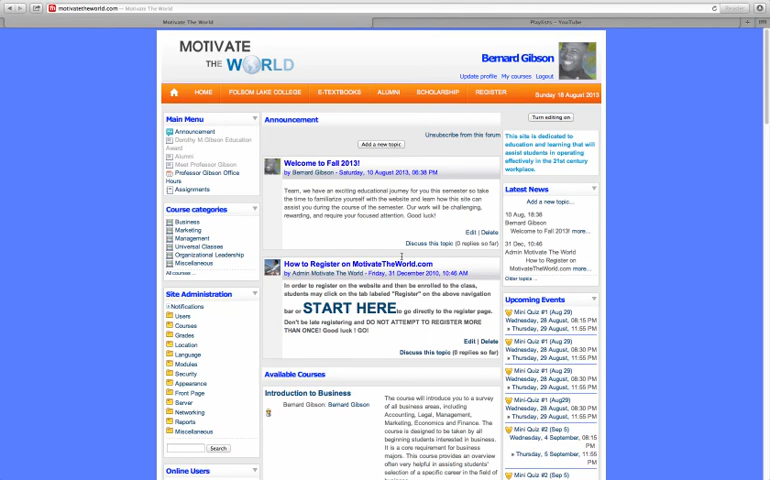 motivatetheworld.com — Motivate The World
Reader
Motivate The World
Playlists – YouTube
MOTIVATE
THE WORLD
Bernard Gibson
Update profile My courses Logout
HOME FOLSOM LAKE COLLEGE E-TEXTBOOKS ALUMNI SCHOLARSHIP REGISTER
Sunday 18 August 2013
Main Menu
Announcement
Dorothy M.Gibson Education
Award
Alumni
Meet Professor Gibson
Professor Gibson Office
Hours
Assignments
Course categories
Business
Marketing
Management
Universal Classes
Organizational Leadership
Miscellaneous
All courses ...
Site Administration
Notifications
Users
Courses
Grades
Location
Language
Modules
Security
Appearance
Front Page
Server
Networking
Reports
Miscellaneous
Search
Online Users
Announcement
Unsubscribe from this forum
Add a new topic
Welcome to Fall 2013!
by Bernard Gibson - Saturday, 10 August 2013, 06:38 PM
Team, we have an exciting educational journey for you this semester so take
the time to familiarize yourself with the website and learn how this site can
assist you during the course of the semester. Our work will be challenging,
rewarding, and require your focused attention. Good luck!
Edit | Delete
Discuss this topic (0 replies so far)
How to Register on MotivateTheWorld.com
by Admin Motivate The World - Friday, 31 December 2010, 10:46 AM
In order to register on the website and then be enrolled to the class,
students may click on the tab labeled "Register" on the above navigation
bar or START HERE to go directly to the register page.
Don't be late registering and DO NOT ATTEMPT TO REGISTER MORE
THAN ONCE! Good luck ! GO!
Edit | Delete
Discuss this topic (0 replies so far)
Available Courses
Introduction to Business
Bernard Gibson: Bernard Gibson
The course will introduce you to a survey
of all business areas, including
Accounting, Legal, Management,
Marketing, Economics and Finance. The
course is designed to be taken by all
beginning students interested in business.
It is a core requirement for business
majors. This course provides an overview
often very helpful in assisting students'
selection of a specific career in the field of
Turn editing on
This site is dedicated to
education and learning that will
assist students in operating
effectively in the 21st century
workplace.
Latest News
Add a new topic...
10 Aug, 18:38
Bernard Gibson
Welcome to Fall 2013! more...
31 Dec, 10:46
Admin Motivate The World
How to Register on
MotivateTheWorld.com more...
Older topics ...
Upcoming Events
Mini Quiz #1 (Aug 29)
Wednesday, 28 August, 08:15 PM
» Thursday, 29 August, 11:55 PM
Mini Quiz #1 (Aug 29)
Wednesday, 28 August, 08:30 PM
» Thursday, 29 August, 11:55 PM
Mini Quiz #1 (Aug 29)
Wednesday, 28 August, 08:30 PM
» Thursday, 29 August, 11:55 PM
Mini Quiz #1 (Aug29)
Wednesday, 28 August, 08:30 PM
» Thursday, 29 August, 11:55 PM
Mini Quiz #2 (Sep 5)
Wednesday, 4 September, 08:15
PM
» Thursday, 5 September, 11:55
PM
Mini Quiz #2 (Sep 5)